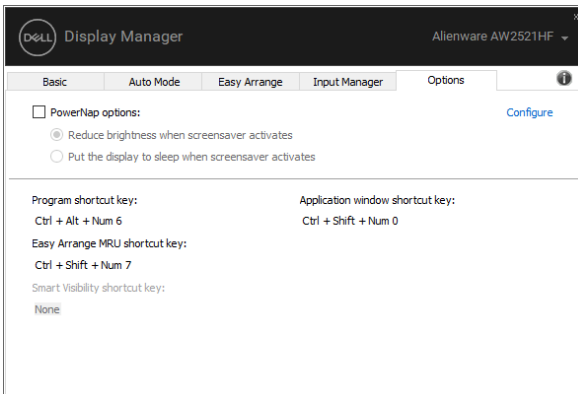 DELL Display Manager
Alienware AW2521HF
Basic Auto Mode Easy Arrange Input Manager Options
PowerNap options:
Configure
Reduce brightness when screensaver activates
Put the display to sleep when screensaver activates
Program shortcut key:
Application window shortcut key:
Ctrl + Alt + Num 6
Ctrl + Shift + Num 0
Easy Arrange MRU shortcut key:
Ctrl + Shift + Num 7
Smart Visibility shortcut key:
None